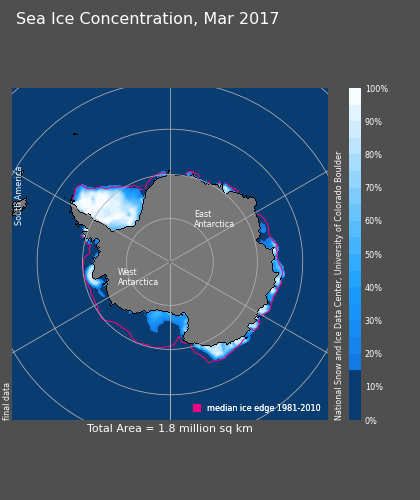 Sea Ice Concentration, Mar 2017
South America
East
Antarctica
West
Antarctica
median ice edge 1981-2010
final data
Total Area = 1.8 million sq km
100%
90%
80%
70%
60%
50%
40%
30%
20%
10%
0%
National Snow and Ice Data Center, University of Colorado Boulder